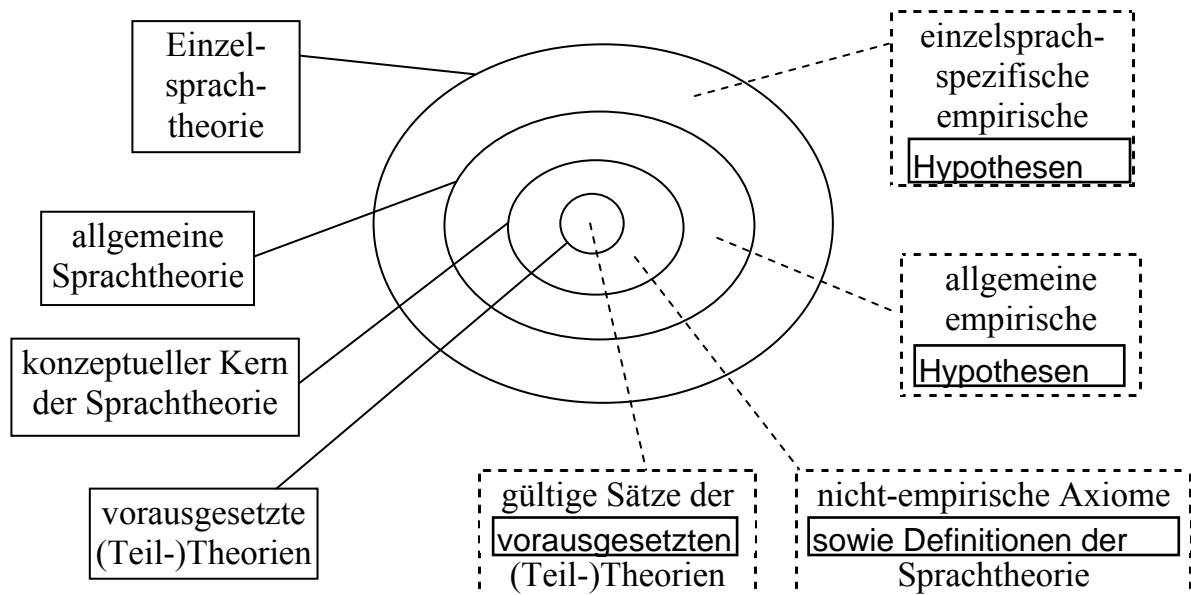 Einzel-
sprach-
theorie
einzelsprach-
spezifische
empirische
Hypothesen
allgemeine
Sprachtheorie
allgemeine
empirische
Hypothesen
konzeptueller Kern
der Sprachtheorie
vorausgesetzte
(Teil-)Theorien
gültige Sätze der
vorausgesetzten
(Teil-)Theorien
nicht-empirische Axiome
sowie Definitionen der
Sprachtheorie